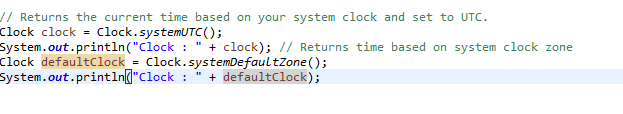 // Returns the current time based on your system clock and set to UTC.
Clock clock = Clock.systemUTC();
System.out.println("Clock : " + clock); // Returns time based on system clock zone
Clock defaultClock = Clock.systemDefaultZone();
System.out.println("Clock : " + defaultClock);